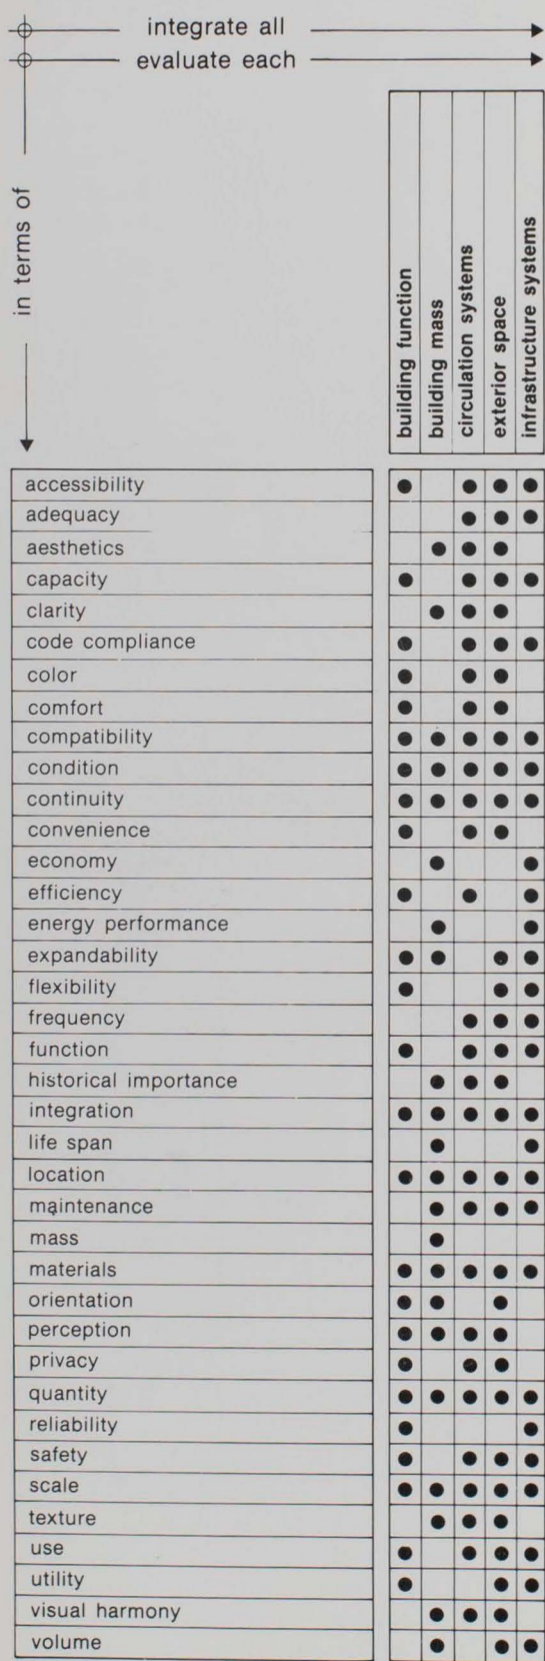 integrate all
evaluate each
in terms of
building function
building mass
circulation systems
exterior space
infrastructure systems
accessibility
adequacy
aesthetics
capacity
clarity
code compliance
color
comfort
compatibility
condition
continuity
convenience
economy
efficiency
energy performance
expandability
flexibility
frequency
function
historical importance
integration
life span
location
maintenance
mass
materials
orientation
perception
privacy
quantity
reliability
safety
scale
texture
use
utility
visual harmony
volume